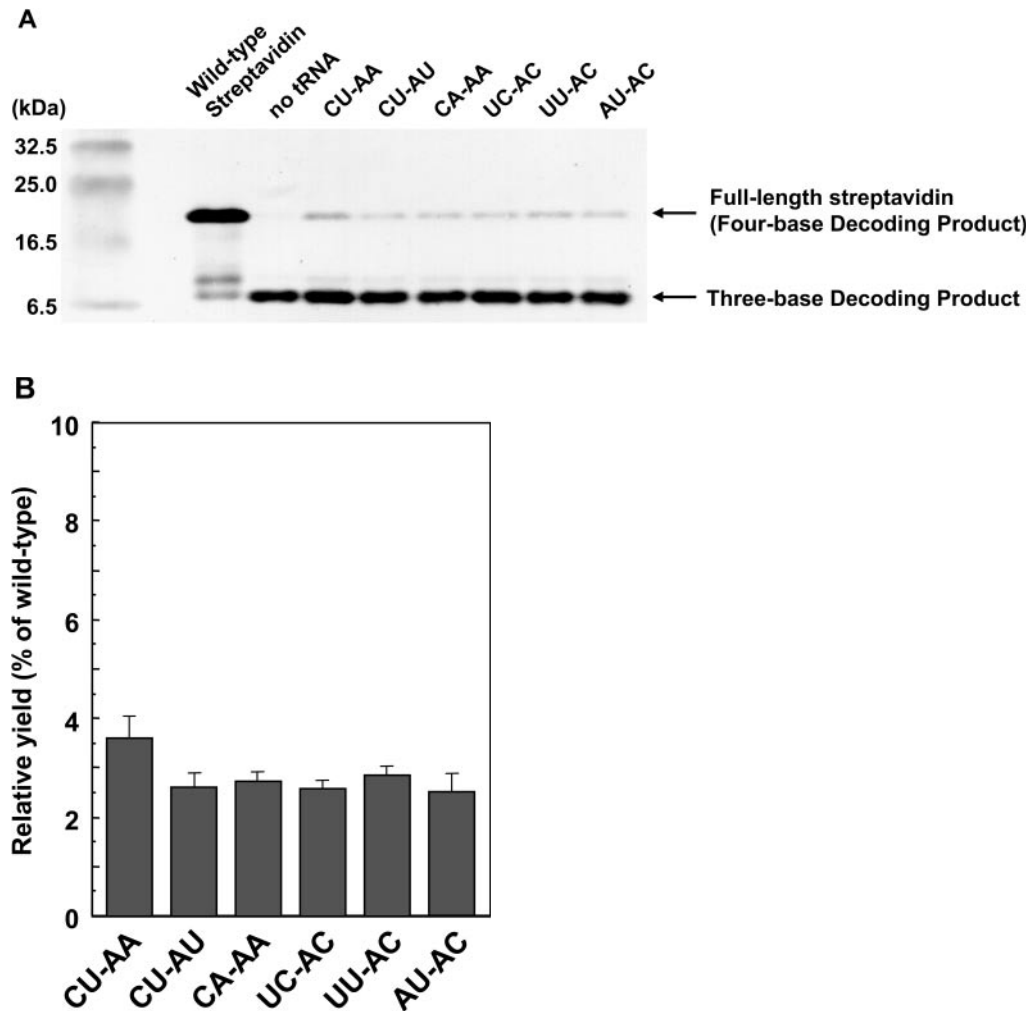 A
Wild-type
Streptavidin
no tRNA
CU-AA
CU-AU
CA-AA
UC-AC
UU-AC
AU-AC
(kDa)
32.5
25.0
16.5
6.5
Full-length streptavidin
(Four-base Decoding Product)
Three-base Decoding Product
B
Relative yield (% of wild-type)
10
8
6
4
2
0
CU-AA
CU-AU
CA-AA
UC-AC
UU-AC
AU-AC